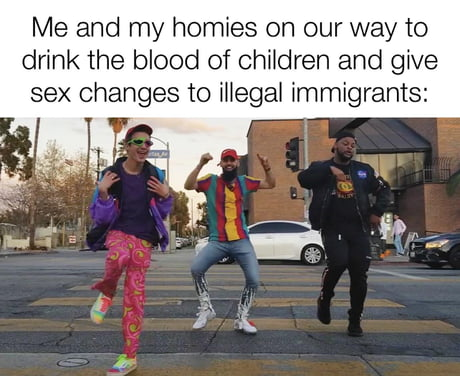 Me and my homies on our way to
drink the blood of children and give
sex changes to illegal immigrants: